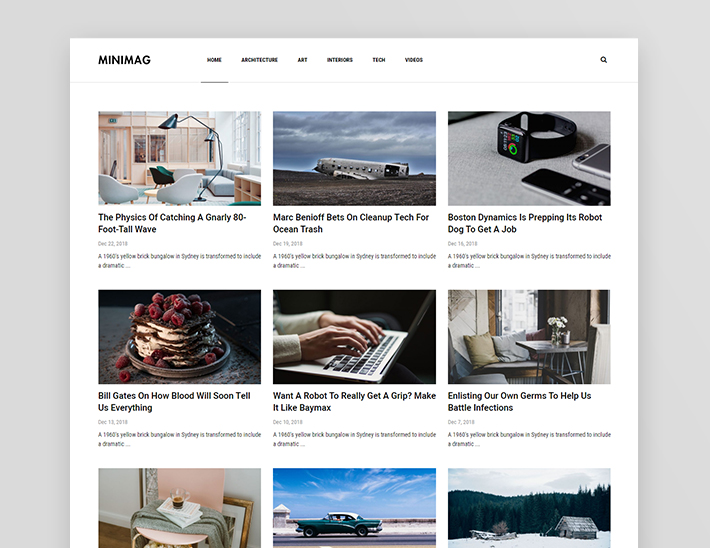 MINIMAG
HOME ARCHITECTURE ART INTERIORS TECH VIDEOS
The Physics Of Catching A Gnarly 80-
Foot-Tall Wave
Dec 22, 2018
A 1960's yellow brick bungalow in Sydney is transformed to include
a dramatic ...
Marc Benioff Bets On Cleanup Tech For
Ocean Trash
Dec 19, 2018
A 1960's yellow brick bungalow in Sydney is transformed to include
a dramatic ...
Boston Dynamics Is Prepping Its Robot
Dog To Get A Job
Dec 16, 2018
A 1960's yellow brick bungalow in Sydney is transformed to include
a dramatic ...
Bill Gates On How Blood Will Soon Tell
Us Everything
Dec 13, 2018
A 1960's yellow brick bungalow in Sydney is transformed to include
a dramatic ...
Want A Robot To Really Get A Grip? Make
It Like Baymax
Dec 10, 2018
A 1960's yellow brick bungalow in Sydney is transformed to include
a dramatic ...
Enlisting Our Own Germs To Help Us
Battle Infections
Dec 7, 2018
A 1960's yellow brick bungalow in Sydney is transformed to include
a dramatic ...